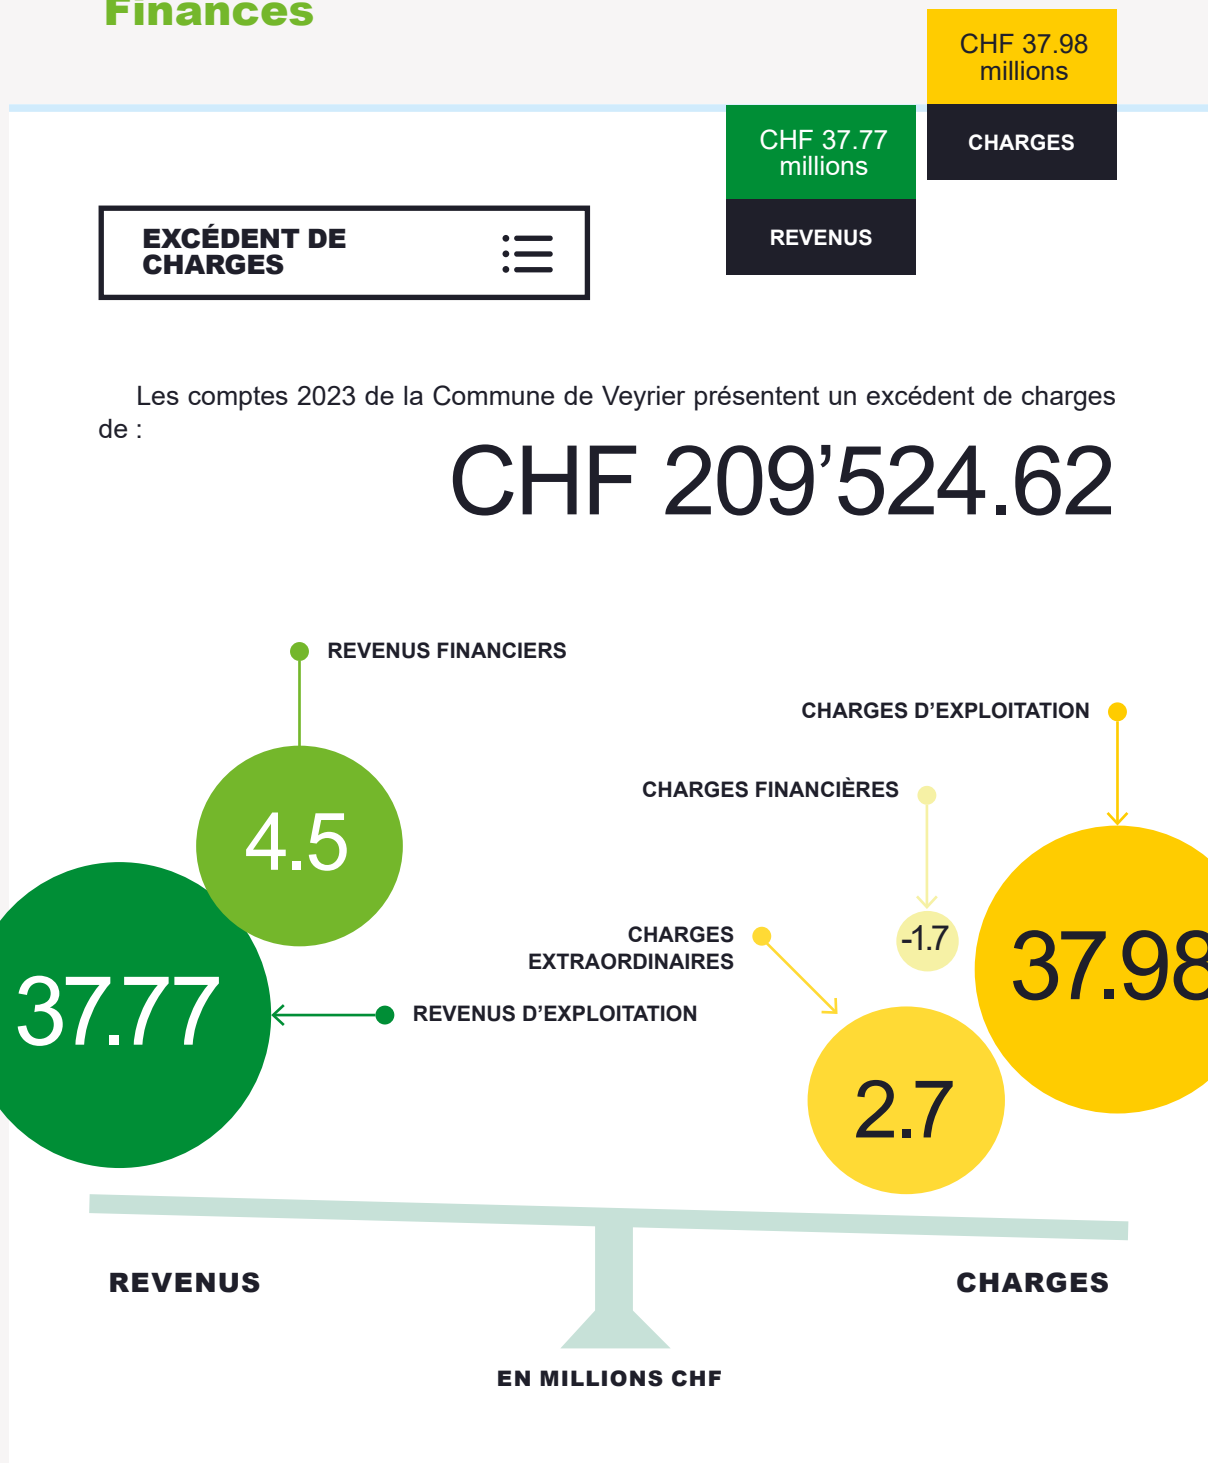 Finances
CHF 37.98
millions
CHARGES
CHF 37.77
millions
REVENUS
EXCÉDENT DE
CHARGES
Les comptes 2023 de la Commune de Veyrier présentent un excédent de charges
de :
CHF 209’524.62
REVENUS FINANCIERS
4.5
37.77
REVENUS D’EXPLOITATION
CHARGES D’EXPLOITATION
37.98
CHARGES FINANCIÈRES
-1.7
CHARGES
EXTRAORDINAIRES
2.7
REVENUS
CHARGES
EN MILLIONS CHF